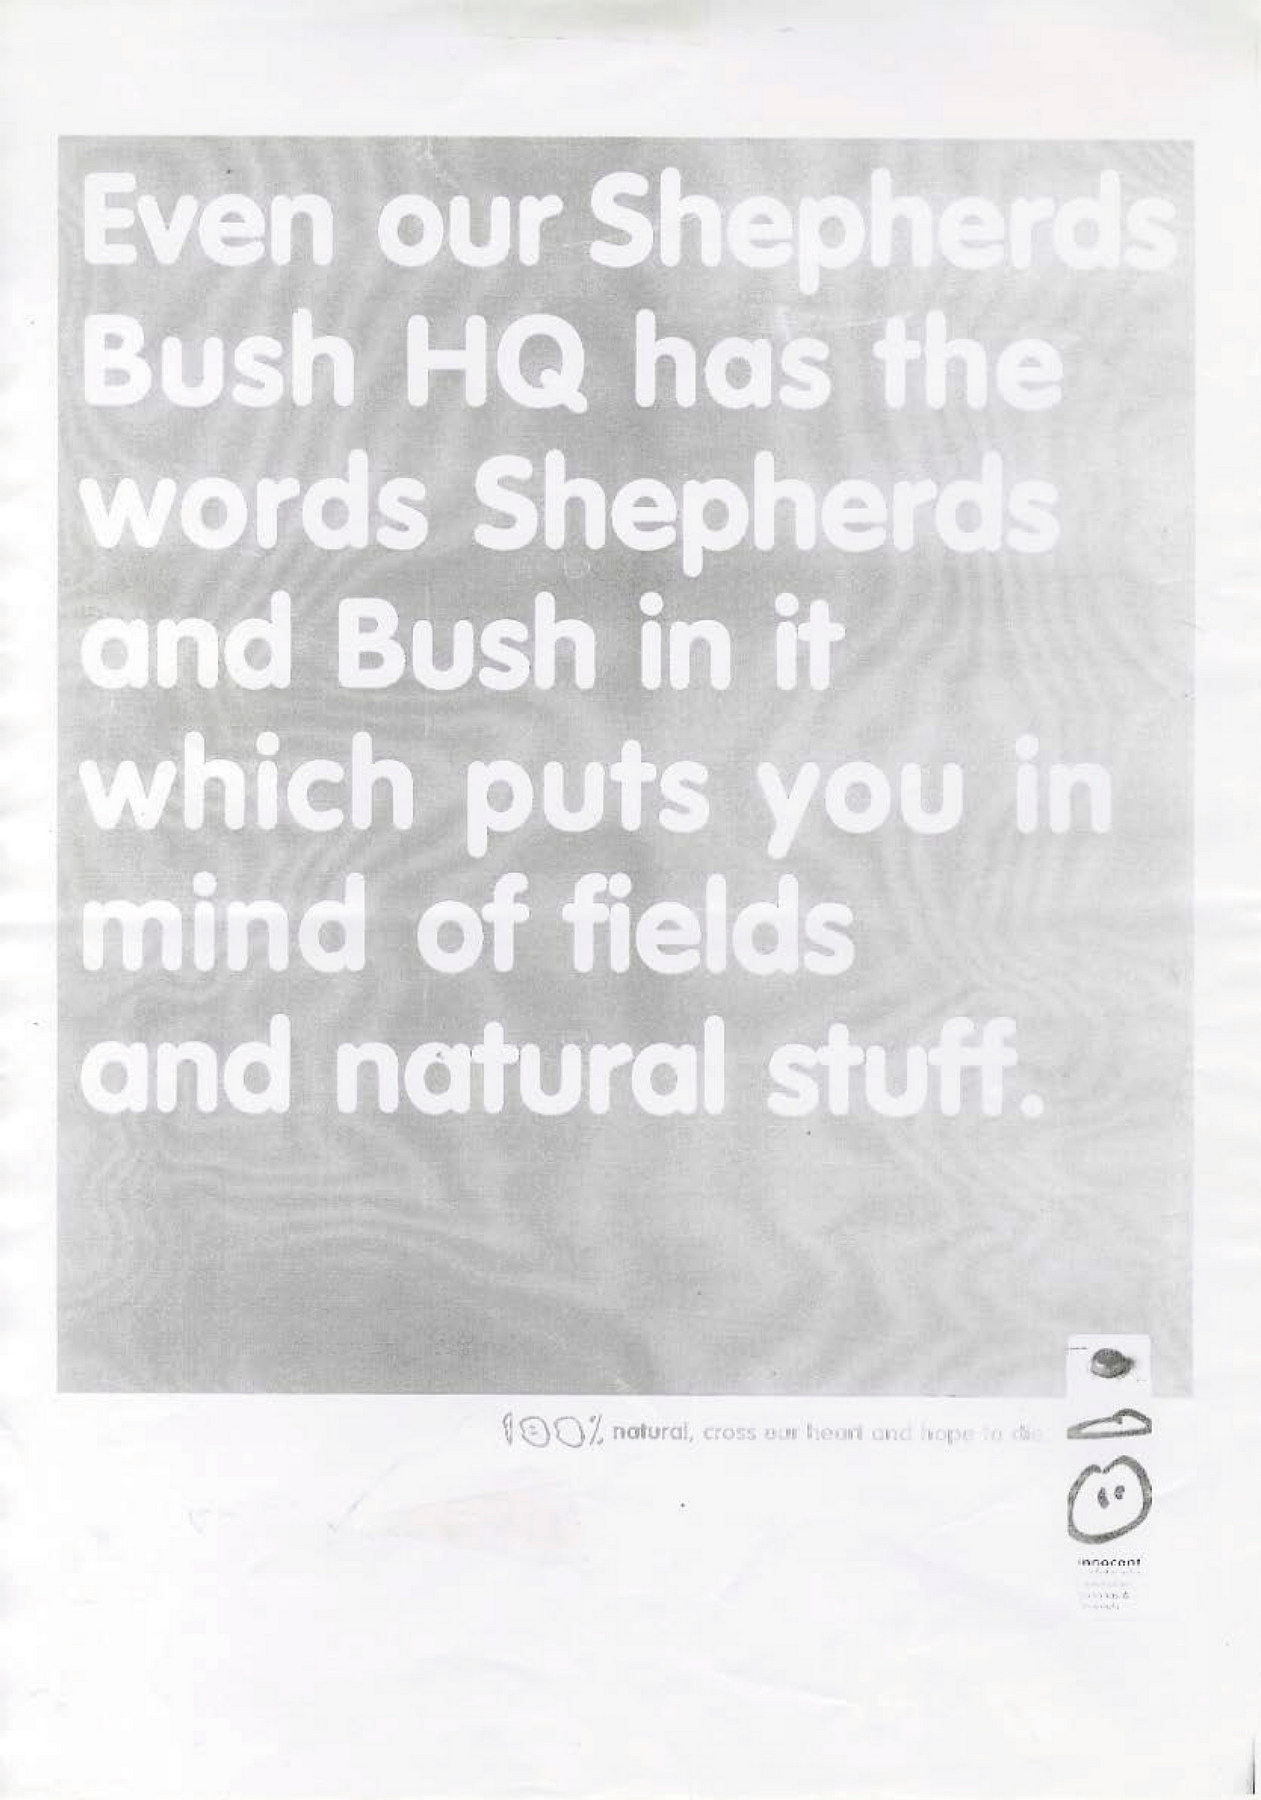 Even our Shepherds
Bush HQ has the
words Shepherds
and Bush in it
which puts you in
mind of fields
and natural stuff.
100% natural, cross our heart and hope to die
innocent